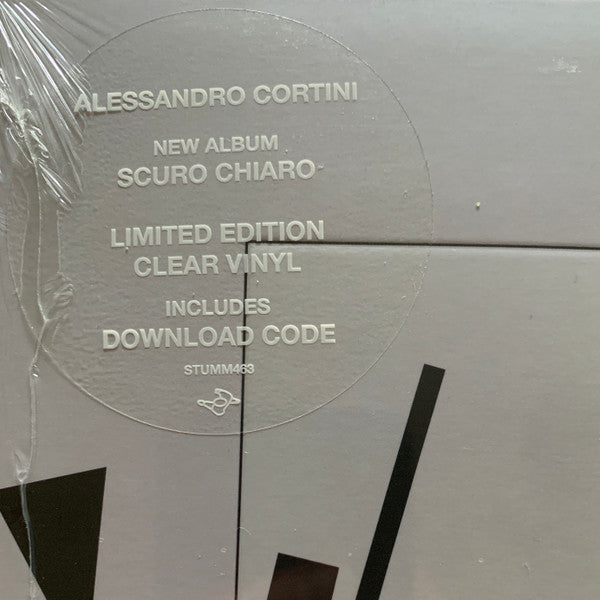 ALESSANDRO CORTINI
NEW ALBUM
SCURO CHIARO
LIMITED EDITION
CLEAR VINYL
INCLUDES
DOWNLOAD CODE
STUMM463